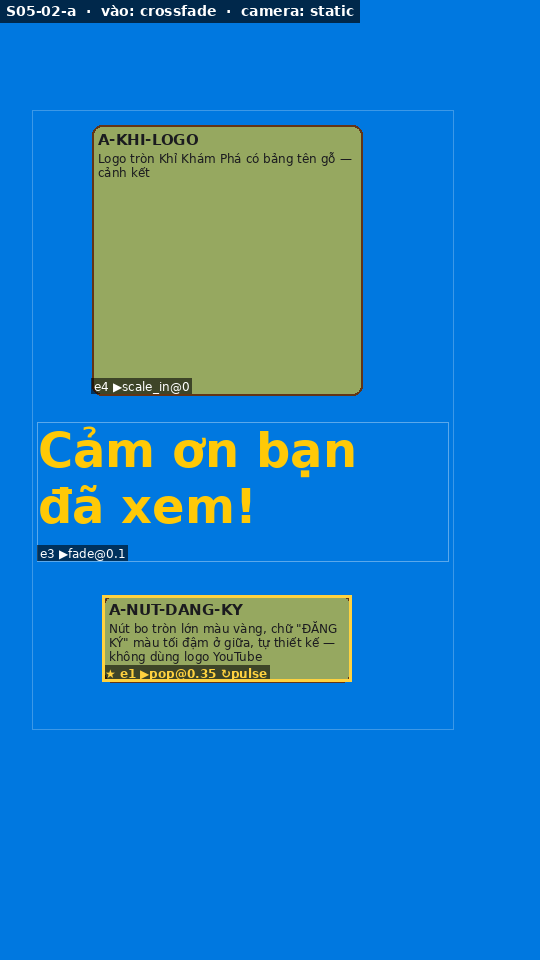 S05-02-a · vào: crossfade · camera: static
A-KHI-LOGO
Logo tròn Khỉ Khám Phá có bảng tên gỗ —
cảnh kết
e4 ▶scale_in@0
Cảm ơn bạn
đã xem!
e3 ▶fade@0.1
A-NUT-DANG-KY
Nút bo tròn lớn màu vàng, chữ "ĐĂNG
KÝ" màu tối đậm ở giữa, tự thiết kế —
không dùng logo YouTube
★ e1 ▶pop@0.35 ↻pulse